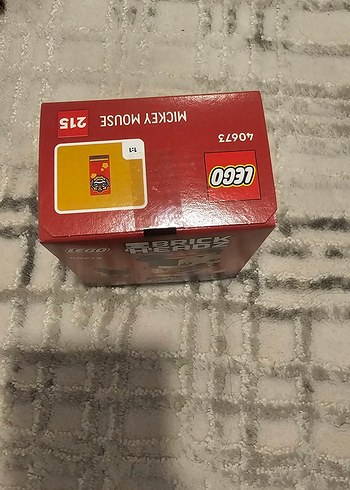 LEGO
40673
MICKEY MOUSE
215
1:1
LEGO
BRICK
HEADZ